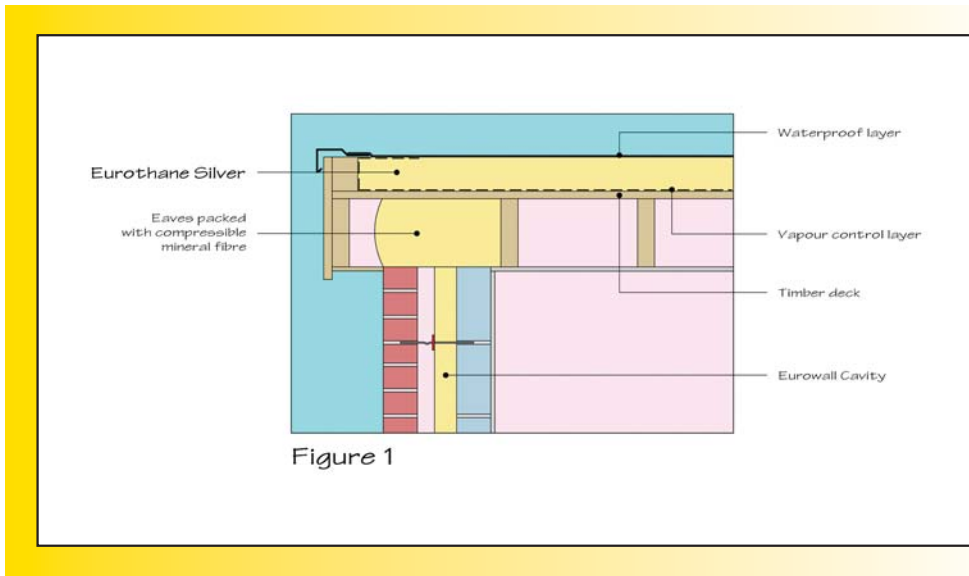 Eurothane Silver
Eaves packed
with compressible
mineral fibre
Waterproof layer
Vapour control layer
Timber deck
Eurowall Cavity
Figure 1